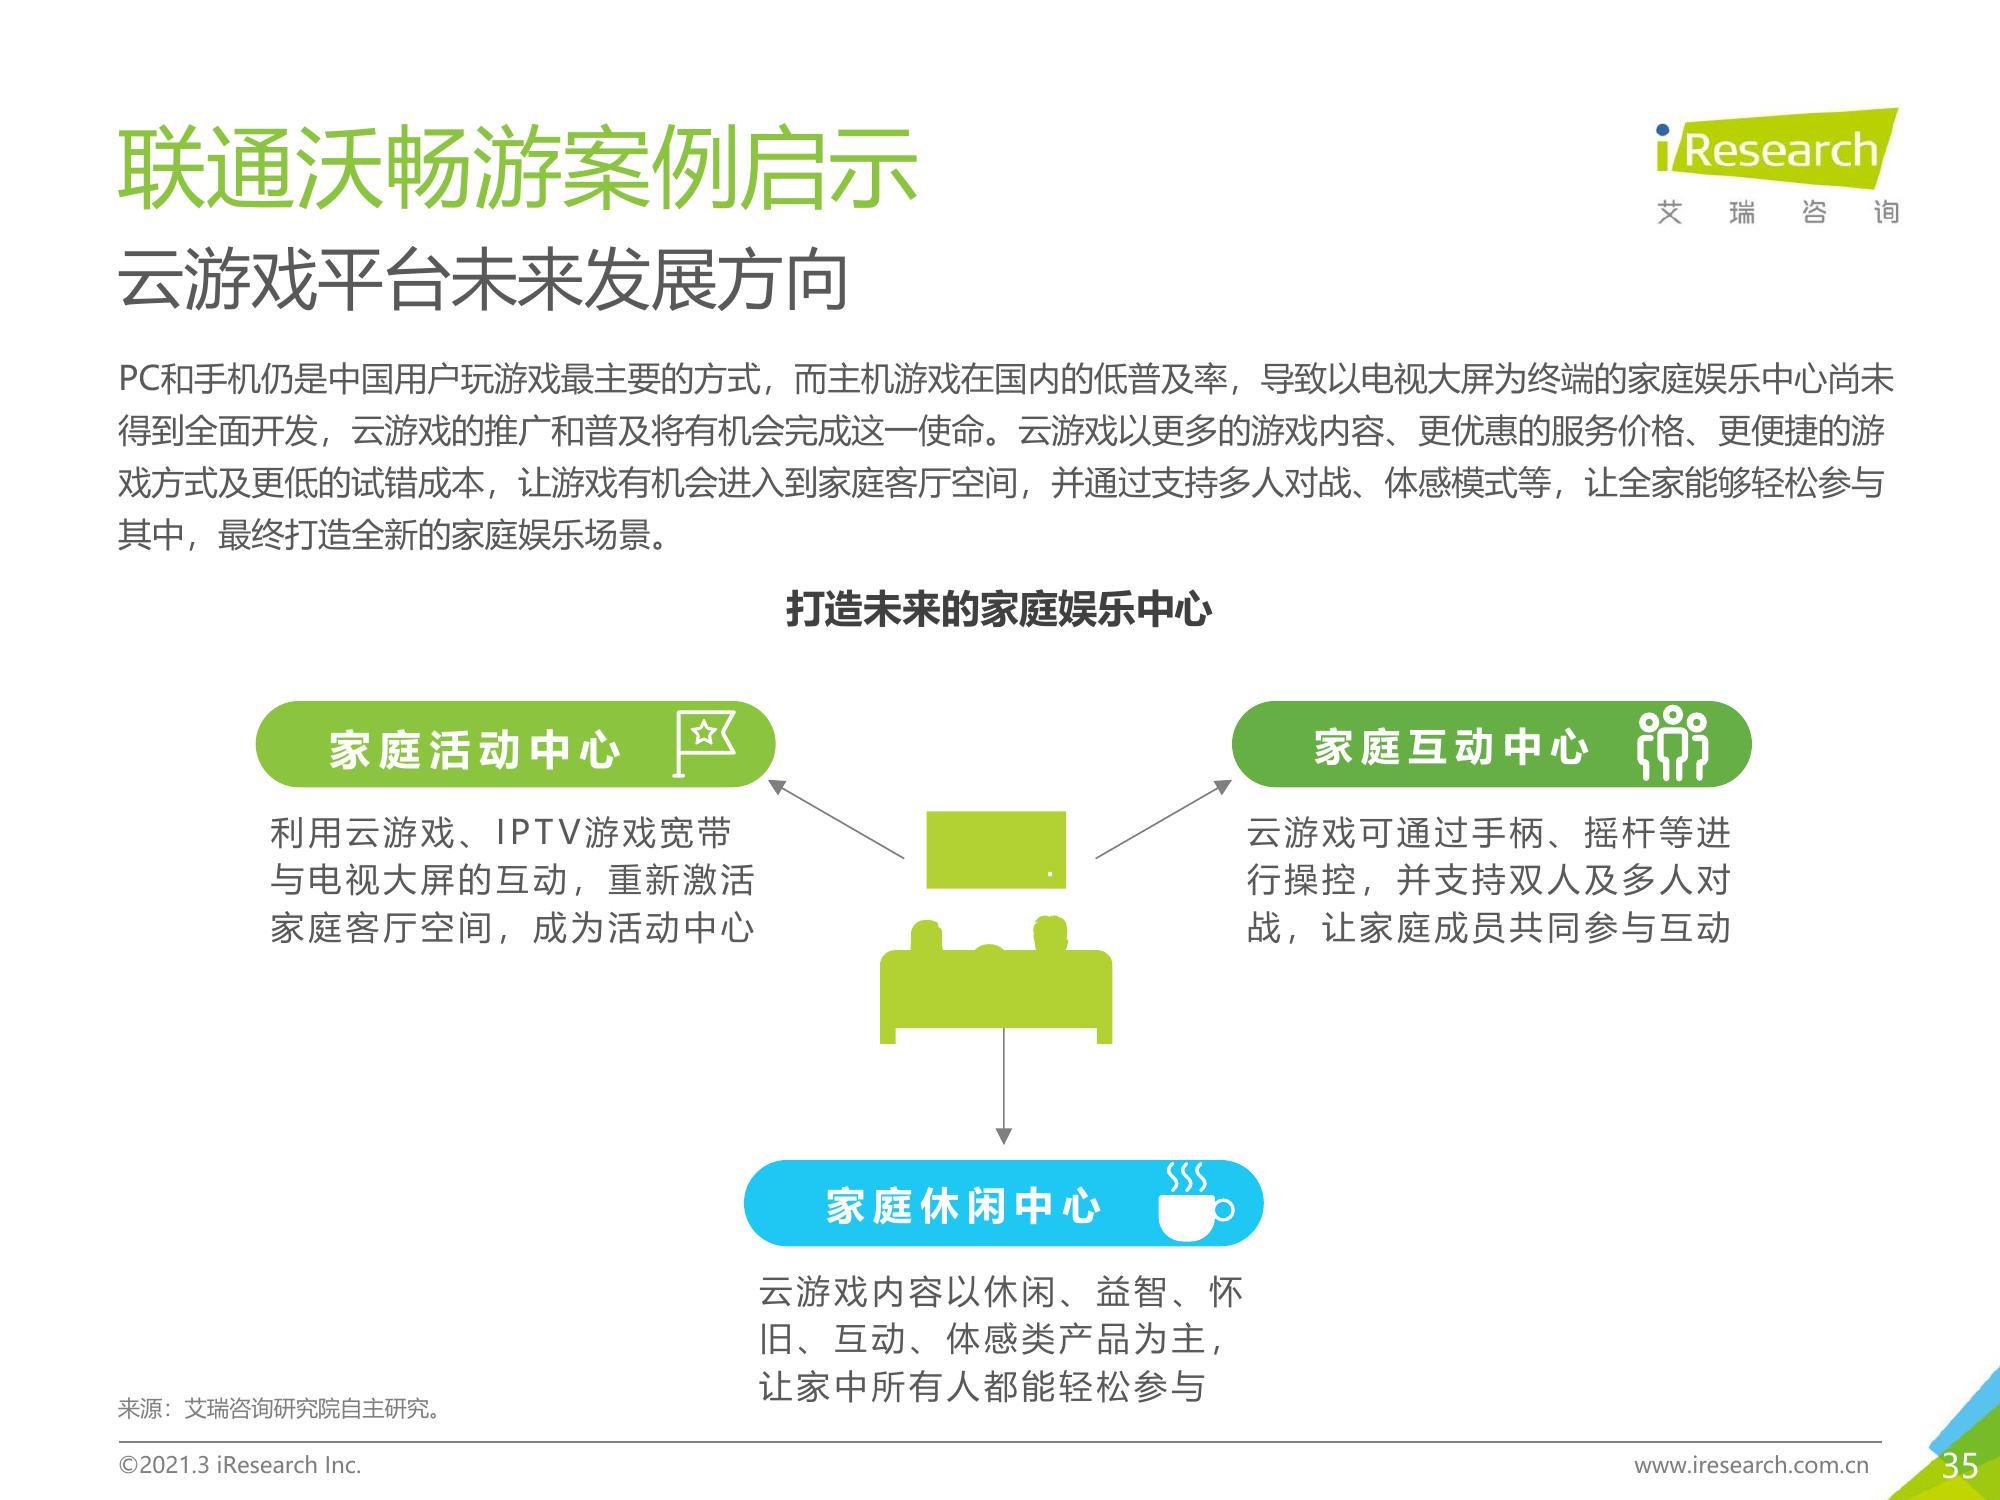 联通沃畅游案例启示
iResearch
艾瑞咨询
云游戏平台未来发展方向
PC和手机仍是中国用户玩游戏最主要的方式，而主机游戏在国内的低普及率，导致以电视大屏为终端的家庭娱乐中心尚未
得到全面开发，云游戏的推广和普及将有机会完成这一使命。云游戏以更多的游戏内容、更优惠的服务价格、更便捷的游
戏方式及更低的试错成本，让游戏有机会进入到家庭客厅空间，并通过支持多人对战、体感模式等，让全家能够轻松参与
其中，最终打造全新的家庭娱乐场景。
打造未来的家庭娱乐中心
家庭活动中心
利用云游戏、IPTV游戏宽带
与电视大屏的互动，重新激活
家庭客厅空间，成为活动中心
家庭互动中心
云游戏可通过手柄、摇杆等进
行操控，并支持双人及多人对
战，让家庭成员共同参与互动
家庭休闲中心
云游戏内容以休闲、益智、怀
旧、互动、体感类产品为主，
让家中所有人都能轻松参与
来源：艾瑞咨询研究院自主研究。
©2021.3 iResearch Inc.
www.iresearch.com.cn
35